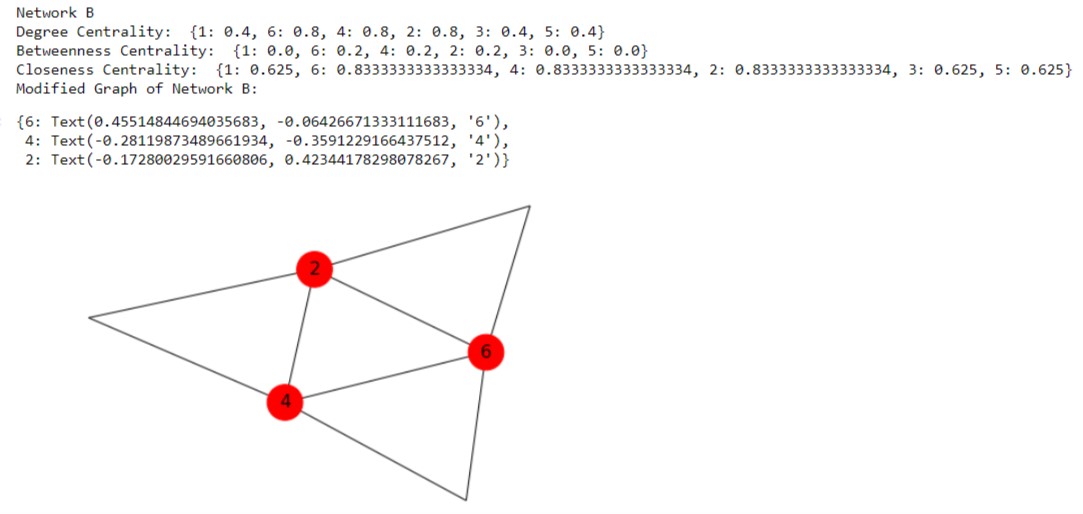 Network B
Degree Centrality:  {1: 0.4, 6: 0.8, 4: 0.8, 2: 0.8, 3: 0.4, 5: 0.4}
Betweenness Centrality:  {1: 0.0, 6: 0.2, 4: 0.2, 2: 0.2, 3: 0.0, 5: 0.0}
Closeness Centrality:  {1: 0.625, 6: 0.8333333333333334, 4: 0.8333333333333334, 2: 0.8333333333333334, 3: 0.625, 5: 0.625}
Modified Graph of Network B:
{6: Text(0.45514844694035683, -0.06426671333111683, '6'),
 4: Text(-0.28119873489661934, -0.3591229166437512, '4'),
 2: Text(-0.17280029591660806, 0.42344178298078267, '2')}
2
6
4